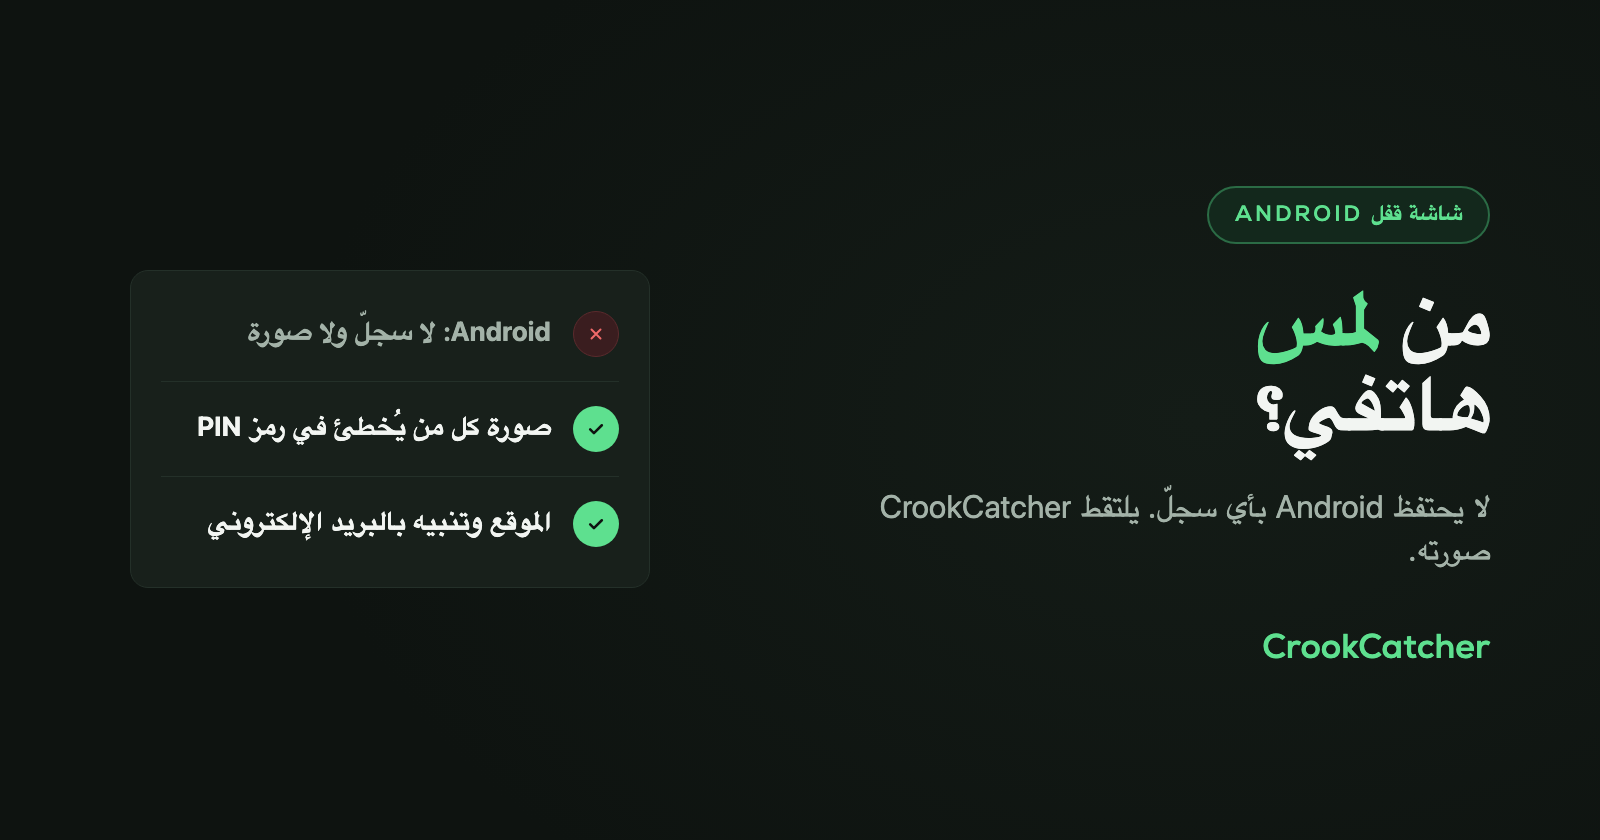 شاشة قفل ANDROID
من لمس
هاتفي؟
لا يحتفظ Android بأي سجلّ. يلتقط CrookCatcher
صورته.
CrookCatcher
Android: لا سجلّ ولا صورة
صورة كل من يُخطئ في رمز PIN
الموقع وتنبيه بالبريد الإلكتروني